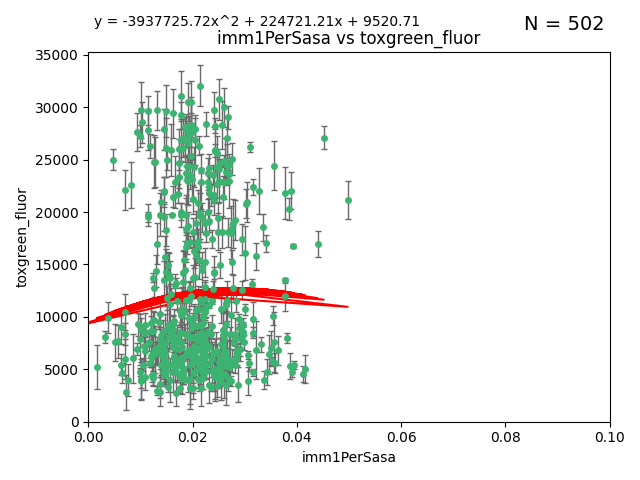 y = -3937725.72x^2 + 224721.21x + 9520.71
N = 502
imm1PerSasa vs toxgreen_fluor
35000
30000
25000
20000
15000
10000
5000
0
toxgreen_fluor
0.00 0.02 0.04 0.06 0.08 0.10
imm1PerSasa